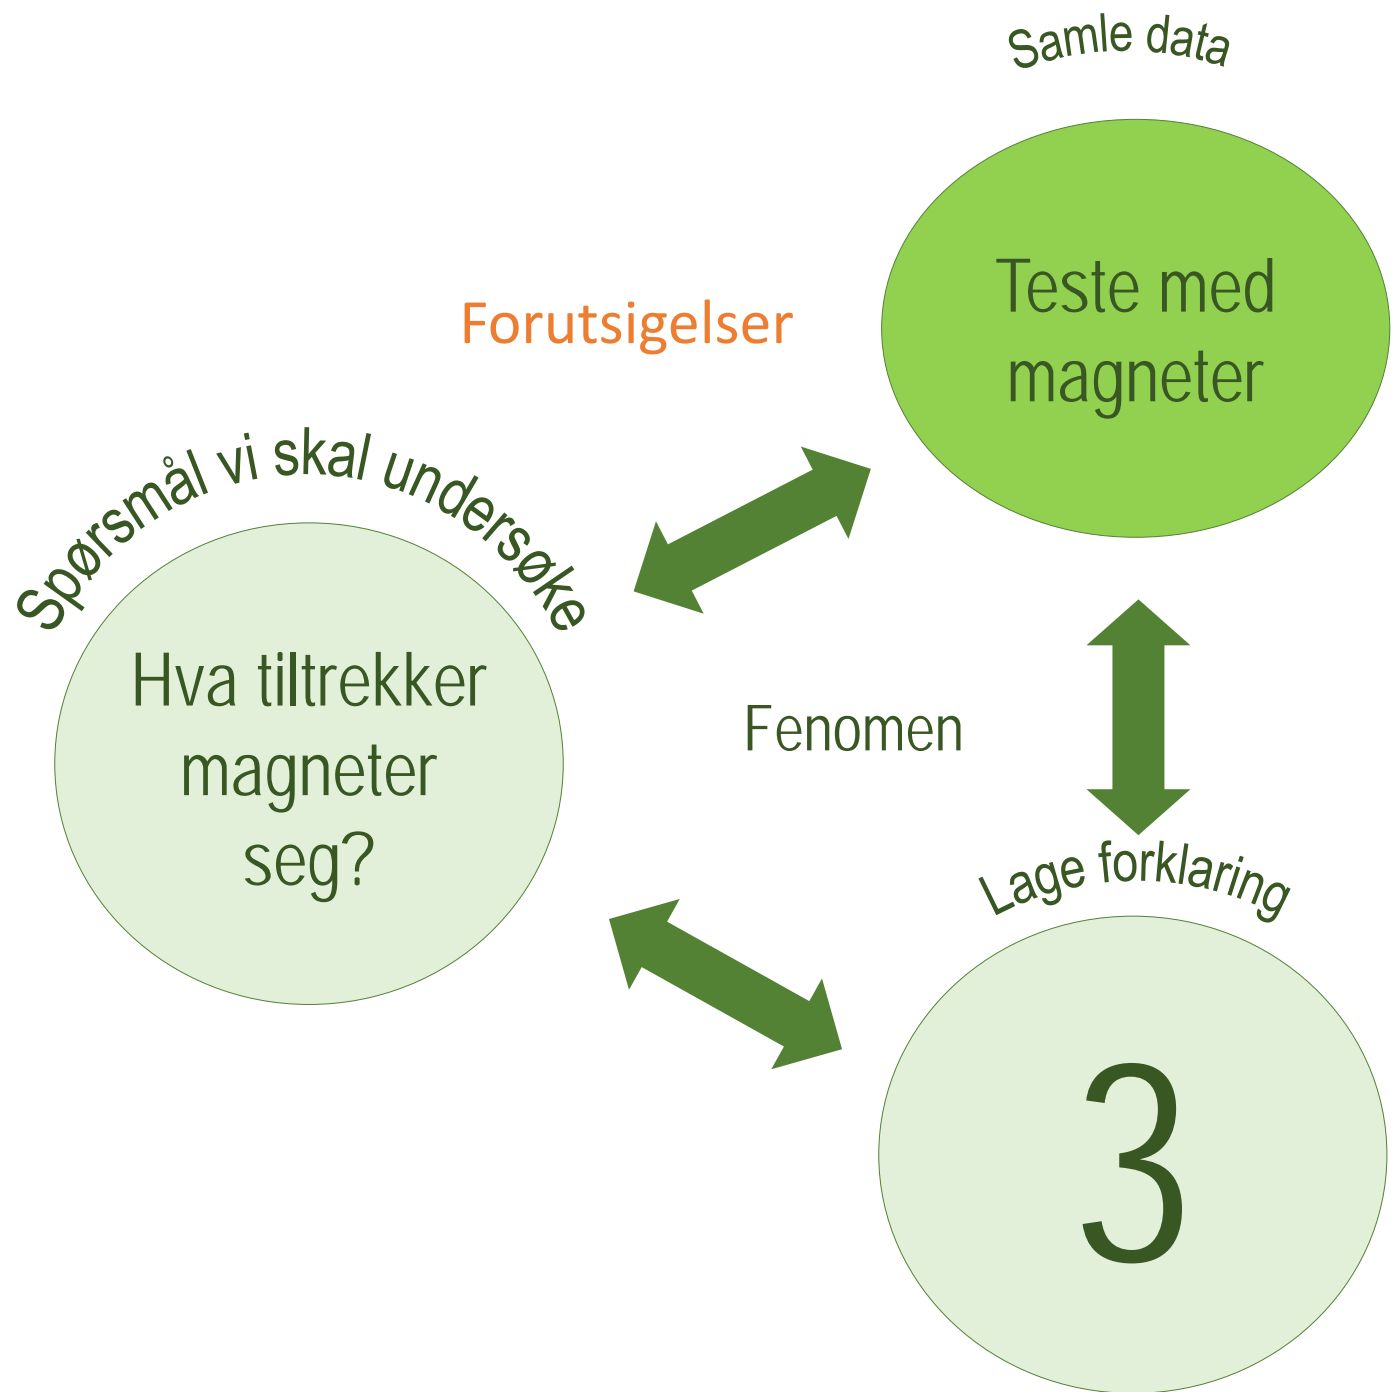 Samle data
Teste med
magneter
Forutsigelser
Spørsmål vi skal undersøke
Hva tiltrekker
magneter
seg?
Fenomen
Lage forklaring
3